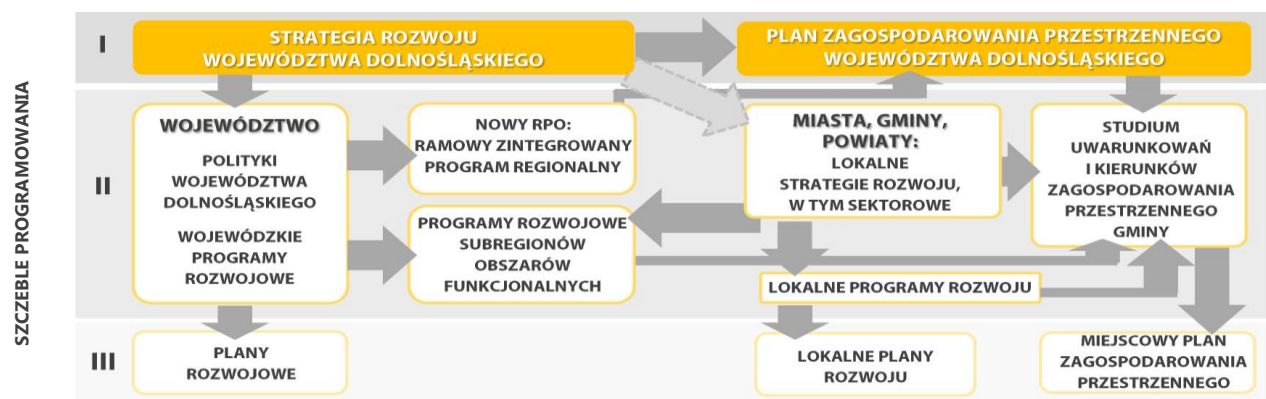 SZCZEBLE PROGRAMOWANIA
I
STRATEGIA ROZWOJU
WOJEWÓDZTWA DOLNOŚLĄSKIEGO
PLAN ZAGOSPODAROWANIA PRZESTRZENNEGO
WOJEWÓDZTWA DOLNOŚLĄSKIEGO
II
WOJEWÓDZTWO
POLITYKI
WOJEWÓDZTWA
DOLNOŚLĄSKIEGO
WOJEWÓDZKIE
PROGRAMY
ROZWOJOWE
NOWY RPO:
RAMOWY ZINTEGROWANY
PROGRAM REGIONALNY
PROGRAMY ROZWOJOWE
SUBREGIONÓW
OBSZARÓW
FUNKCJONALNYCH
MIASTA, GMINY,
POWIATY:
LOKALNE
STRATEGIE ROZWOJU,
W TYM SEKTOROWE
LOKALNE PROGRAMY ROZWOJU
STUDIUM
UWARUNKOWAŃ
I KIERUNKÓW
ZAGOSPODAROWANIA
PRZESTRZENNEGO
GMINY
III
PLANY
ROZWOJOWE
LOKALNE PLANY
ROZWOJU
MIEJSCOWY PLAN
ZAGOSPODAROWANIA
PRZESTRZENNEGO